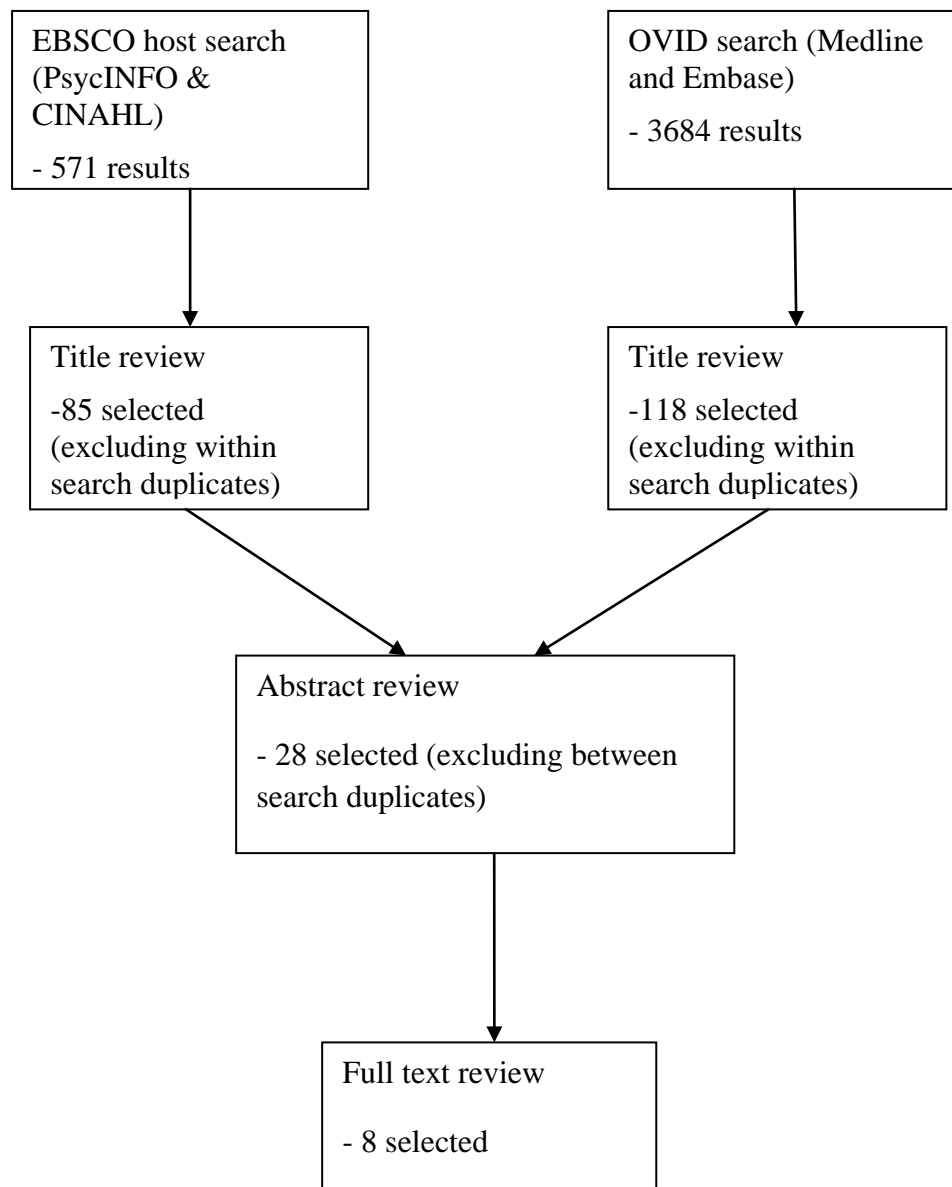 EBSCO host search
(PsycINFO &
CINAHL)
- 571 results
OVID search (Medline
and Embase)
- 3684 results
Title review
-85 selected
(excluding within
search duplicates)
Title review
-118 selected
(excluding within
search duplicates)
Abstract review
- 28 selected (excluding between
search duplicates)
Full text review
- 8 selected